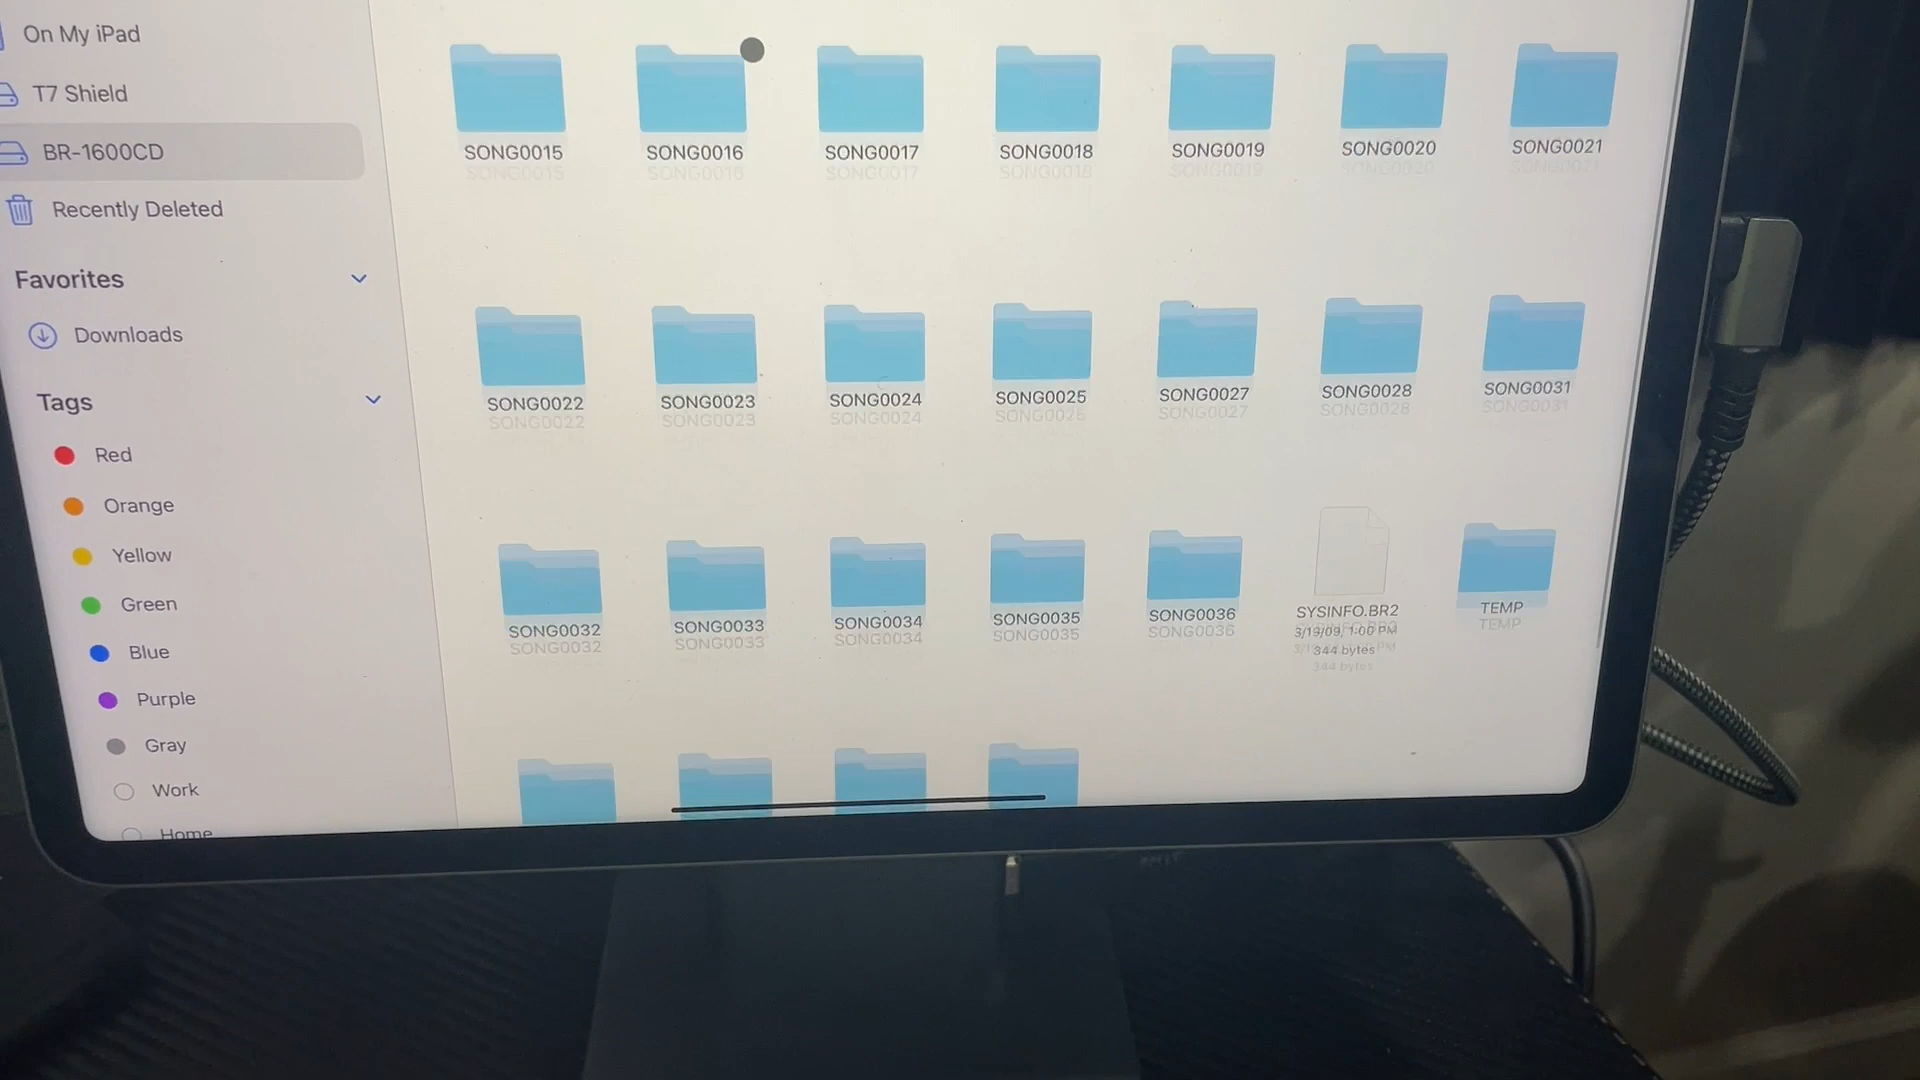 On My iPad
T7 Shield
BR-1600CD
Recently Deleted
Favorites
Downloads
Tags
Red
Orange
Yellow
Green
Blue
Purple
Gray
Work
Home
SONG0015 SONG0016 SONG0017 SONG0018 SONG0019 SONG0020 SONG0021
SONG0022 SONG0023 SONG0024 SONG0025 SONG0027 SONG0028 SONG0031
SONG0032 SONG0033 SONG0034 SONG0035 SONG0036 SYSINFO.BR2 TEMP
3/19/09, 1:00 PM
344 bytes